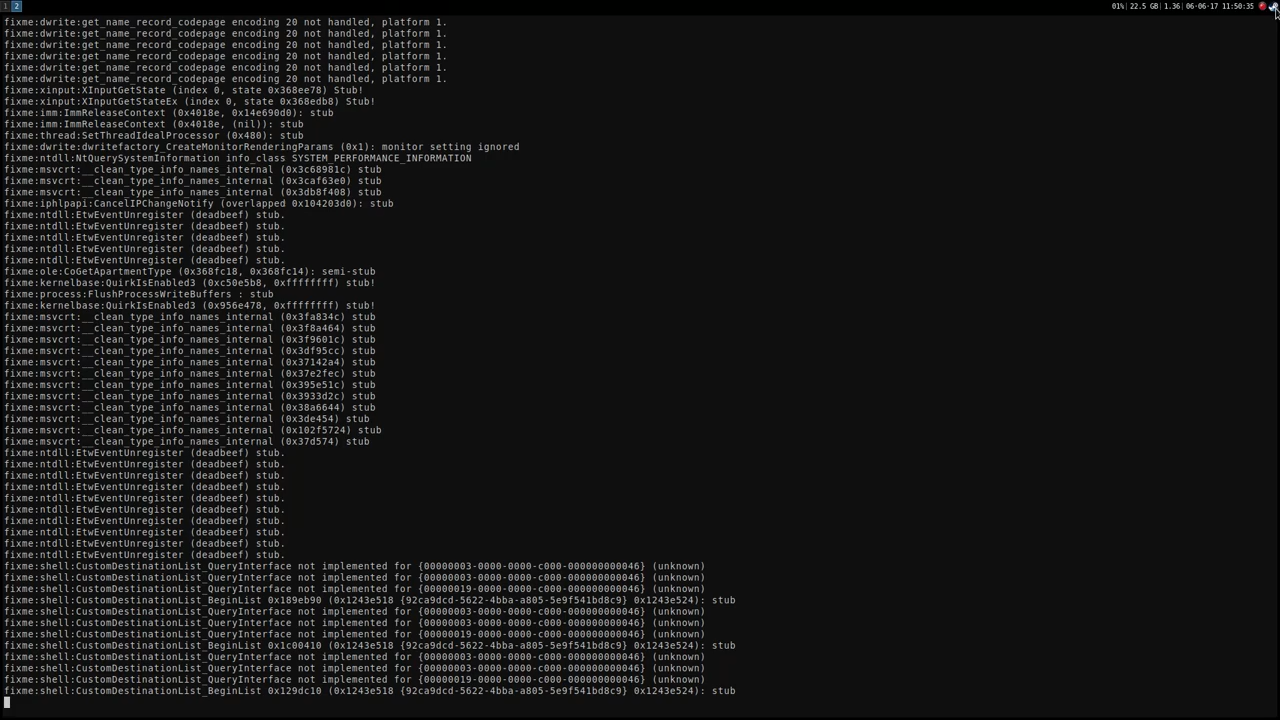 1 2 01% | 22.5 GB | 1.36 | 06-06-17 11:50:35
fixme:dwrite:get_name_record_codepage encoding 20 not handled, platform 1.
fixme:dwrite:get_name_record_codepage encoding 20 not handled, platform 1.
fixme:dwrite:get_name_record_codepage encoding 20 not handled, platform 1.
fixme:dwrite:get_name_record_codepage encoding 20 not handled, platform 1.
fixme:dwrite:get_name_record_codepage encoding 20 not handled, platform 1.
fixme:dwrite:get_name_record_codepage encoding 20 not handled, platform 1.
fixme:xinput:XInputGetState (index 0, state 0x368ee78) Stub!
fixme:xinput:XInputGetStateEx (index 0, state 0x368edb8) Stub!
fixme:imm:ImmReleaseContext (0x4018e, 0x14e690d0): stub
fixme:imm:ImmReleaseContext (0x4018e, (nil)): stub
fixme:thread:SetThreadIdealProcessor (0x480): stub
fixme:dwrite:dwritefactory_CreateMonitorRenderingParams (0x1): monitor setting ignored
fixme:ntdll:NtQuerySystemInformation info_class SYSTEM_PERFORMANCE_INFORMATION
fixme:msvcrt:__clean_type_info_names_internal (0x3c68981c) stub
fixme:msvcrt:__clean_type_info_names_internal (0x3caf63e0) stub
fixme:msvcrt:__clean_type_info_names_internal (0x3db8f408) stub
fixme:iphlpapi:CancelIPChangeNotify (overlapped 0x104203d0): stub
fixme:ntdll:EtwEventUnregister (deadbeef) stub.
fixme:ntdll:EtwEventUnregister (deadbeef) stub.
fixme:ntdll:EtwEventUnregister (deadbeef) stub.
fixme:ntdll:EtwEventUnregister (deadbeef) stub.
fixme:ntdll:EtwEventUnregister (deadbeef) stub.
fixme:ole:CoGetApartmentType (0x368fc18, 0x368fc14): semi-stub
fixme:kernelbase:QuirkIsEnabled3 (0xc50e5b8, 0xffffffff) stub!
fixme:process:FlushProcessWriteBuffers : stub
fixme:kernelbase:QuirkIsEnabled3 (0x956e478, 0xffffffff) stub!
fixme:msvcrt:__clean_type_info_names_internal (0x3fa834c) stub
fixme:msvcrt:__clean_type_info_names_internal (0x3f8a464) stub
fixme:msvcrt:__clean_type_info_names_internal (0x3f9601c) stub
fixme:msvcrt:__clean_type_info_names_internal (0x3df95cc) stub
fixme:msvcrt:__clean_type_info_names_internal (0x37142a4) stub
fixme:msvcrt:__clean_type_info_names_internal (0x37e2fec) stub
fixme:msvcrt:__clean_type_info_names_internal (0x395e51c) stub
fixme:msvcrt:__clean_type_info_names_internal (0x3933d2c) stub
fixme:msvcrt:__clean_type_info_names_internal (0x38a6644) stub
fixme:msvcrt:__clean_type_info_names_internal (0x3de454) stub
fixme:msvcrt:__clean_type_info_names_internal (0x102f5724) stub
fixme:msvcrt:__clean_type_info_names_internal (0x37d574) stub
fixme:ntdll:EtwEventUnregister (deadbeef) stub.
fixme:ntdll:EtwEventUnregister (deadbeef) stub.
fixme:ntdll:EtwEventUnregister (deadbeef) stub.
fixme:ntdll:EtwEventUnregister (deadbeef) stub.
fixme:ntdll:EtwEventUnregister (deadbeef) stub.
fixme:ntdll:EtwEventUnregister (deadbeef) stub.
fixme:ntdll:EtwEventUnregister (deadbeef) stub.
fixme:ntdll:EtwEventUnregister (deadbeef) stub.
fixme:ntdll:EtwEventUnregister (deadbeef) stub.
fixme:ntdll:EtwEventUnregister (deadbeef) stub.
fixme:shell:CustomDestinationList_QueryInterface not implemented for {00000003-0000-0000-c000-000000000046} (unknown)
fixme:shell:CustomDestinationList_QueryInterface not implemented for {00000003-0000-0000-c000-000000000046} (unknown)
fixme:shell:CustomDestinationList_QueryInterface not implemented for {00000019-0000-0000-c000-000000000046} (unknown)
fixme:shell:CustomDestinationList_BeginList 0x189eb90 (0x1243e518 {92ca9dcd-5622-4bba-a805-5e9f541bd8c9} 0x1243e524): stub
fixme:shell:CustomDestinationList_QueryInterface not implemented for {00000003-0000-0000-c000-000000000046} (unknown)
fixme:shell:CustomDestinationList_QueryInterface not implemented for {00000003-0000-0000-c000-000000000046} (unknown)
fixme:shell:CustomDestinationList_QueryInterface not implemented for {00000019-0000-0000-c000-000000000046} (unknown)
fixme:shell:CustomDestinationList_BeginList 0x1c00410 (0x1243e518 {92ca9dcd-5622-4bba-a805-5e9f541bd8c9} 0x1243e524): stub
fixme:shell:CustomDestinationList_QueryInterface not implemented for {00000003-0000-0000-c000-000000000046} (unknown)
fixme:shell:CustomDestinationList_QueryInterface not implemented for {00000003-0000-0000-c000-000000000046} (unknown)
fixme:shell:CustomDestinationList_QueryInterface not implemented for {00000019-0000-0000-c000-000000000046} (unknown)
fixme:shell:CustomDestinationList_BeginList 0x129dc10 (0x1243e518 {92ca9dcd-5622-4bba-a805-5e9f541bd8c9} 0x1243e524): stub